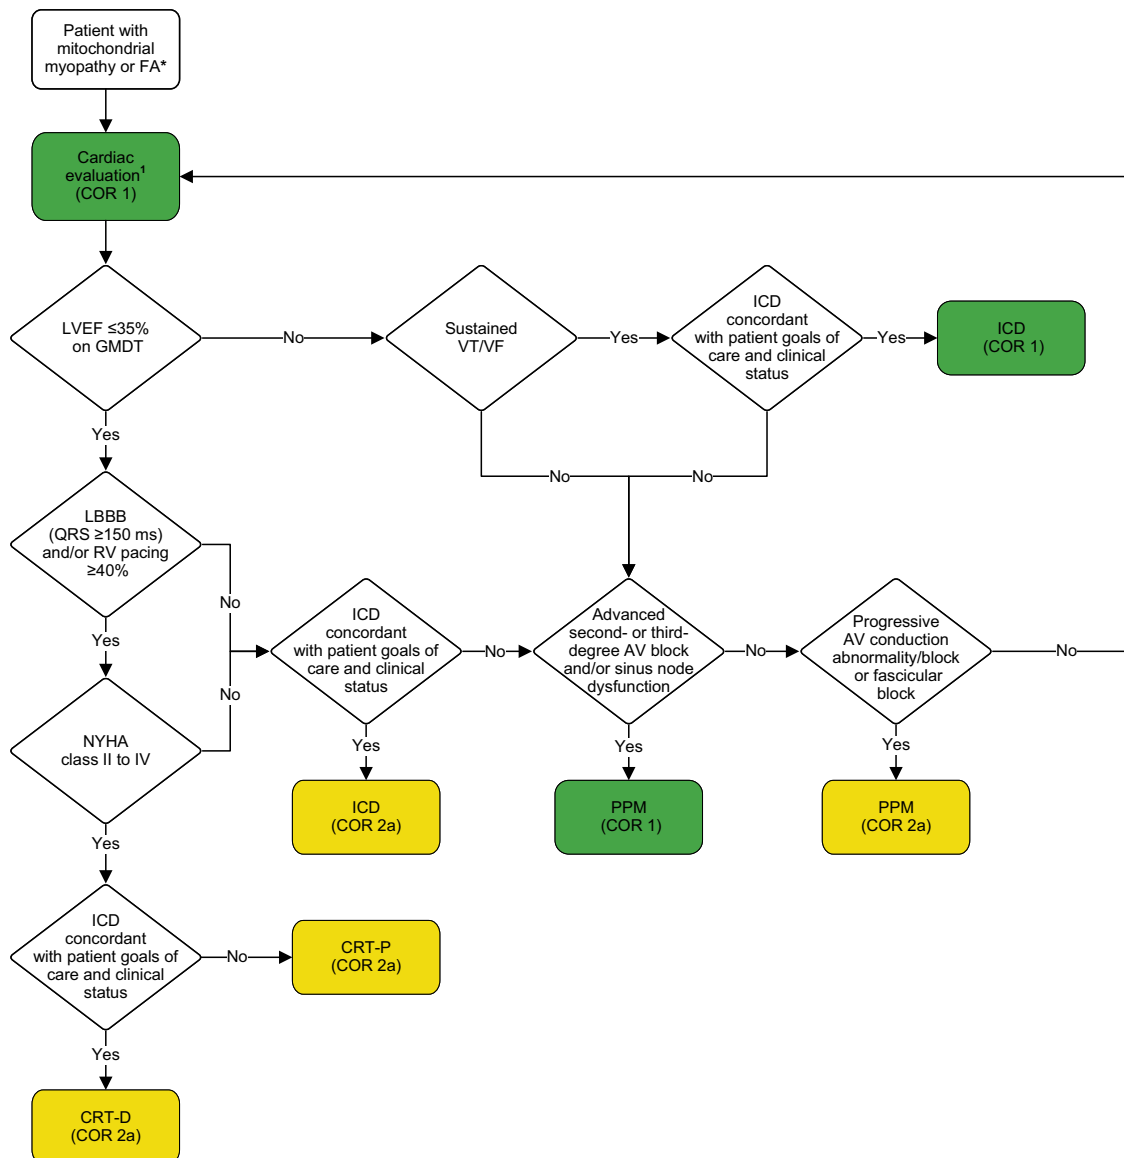 Patient with
mitochondrial
myopathy or FA*
Cardiac
evaluation¹
(COR 1)
LVEF ≤35%
on GMDT
No
Sustained
VT/VF
Yes
ICD
concordant
with patient goals of
care and clinical
status
Yes
ICD
(COR 1)
Yes
No
No
LBBB
(QRS ≥150 ms)
and/or RV pacing
≥40%
No
Yes
ICD
concordant
with patient goals of
care and clinical
status
No
Advanced
second- or third-
degree AV block
and/or sinus node
dysfunction
No
Progressive
AV conduction
abnormality/block
or fascicular
block
No
No
NYHA
class II to IV
Yes
Yes
Yes
ICD
(COR 2a)
PPM
(COR 1)
PPM
(COR 2a)
Yes
ICD
concordant
with patient goals of
care and clinical
status
No
CRT-P
(COR 2a)
Yes
CRT-D
(COR 2a)